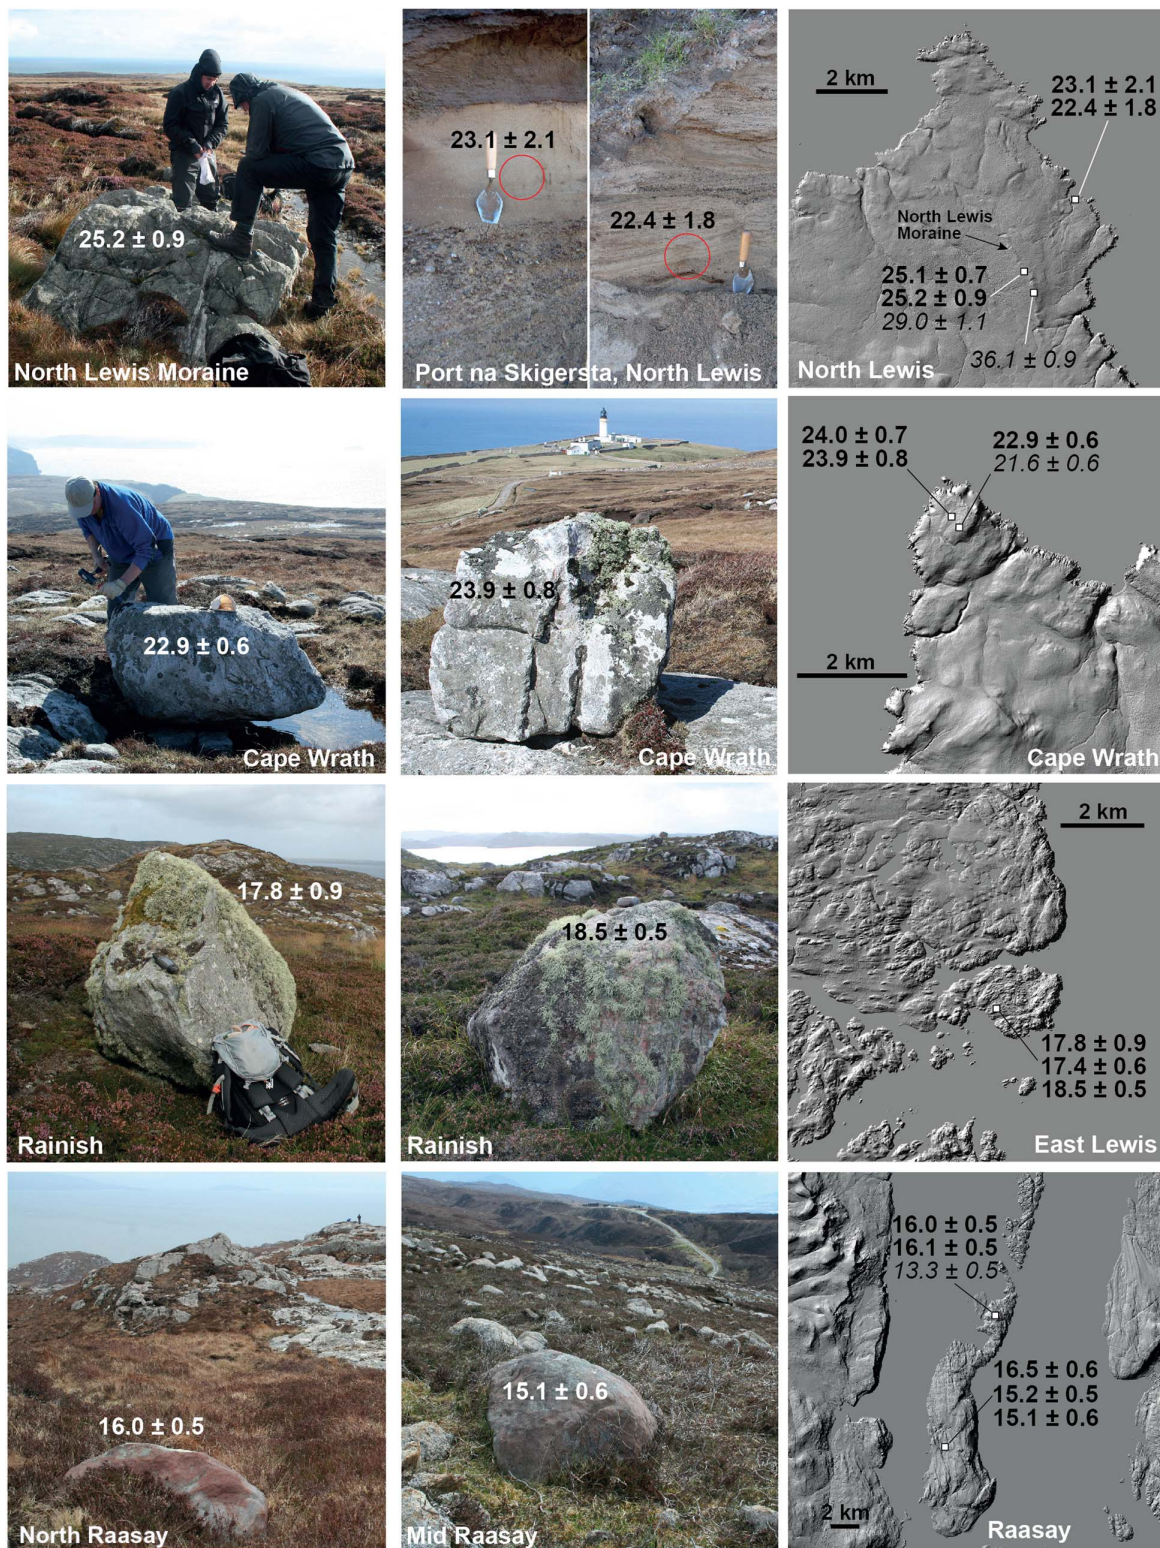 25.2 ± 0.9
North Lewis Moraine
23.1 ± 2.1
22.4 ± 1.8
Port na Skigersta, North Lewis
2 km
23.1 ± 2.1
22.4 ± 1.8
North Lewis
Moraine
25.1 ± 0.7
25.2 ± 0.9
29.0 ± 1.1
36.1 ± 0.9
North Lewis
22.9 ± 0.6
Cape Wrath
23.9 ± 0.8
Cape Wrath
24.0 ± 0.7
23.9 ± 0.8
22.9 ± 0.6
21.6 ± 0.6
2 km
Cape Wrath
17.8 ± 0.9
Rainish
18.5 ± 0.5
Rainish
2 km
17.8 ± 0.9
17.4 ± 0.6
18.5 ± 0.5
East Lewis
16.0 ± 0.5
North Raasay
15.1 ± 0.6
Mid Raasay
16.0 ± 0.5
16.1 ± 0.5
13.3 ± 0.5
16.5 ± 0.6
15.2 ± 0.5
15.1 ± 0.6
2 km
Raasay